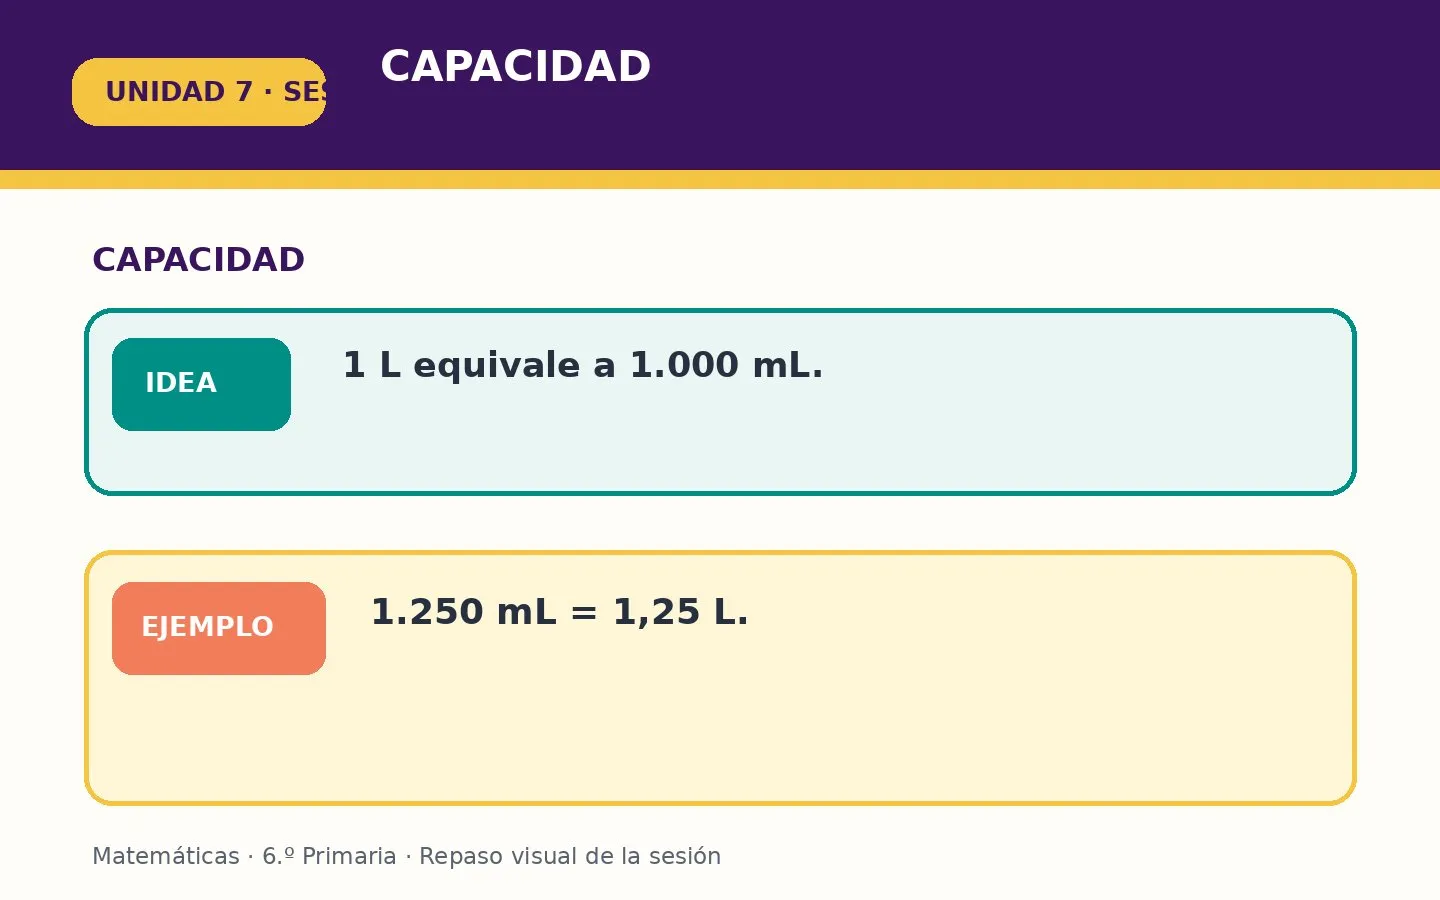 UNIDAD 7 · SES
CAPACIDAD
CAPACIDAD
IDEA
1 L equivale a 1.000 mL.
EJEMPLO
1.250 mL = 1,25 L.
Matemáticas · 6.º Primaria · Repaso visual de la sesión